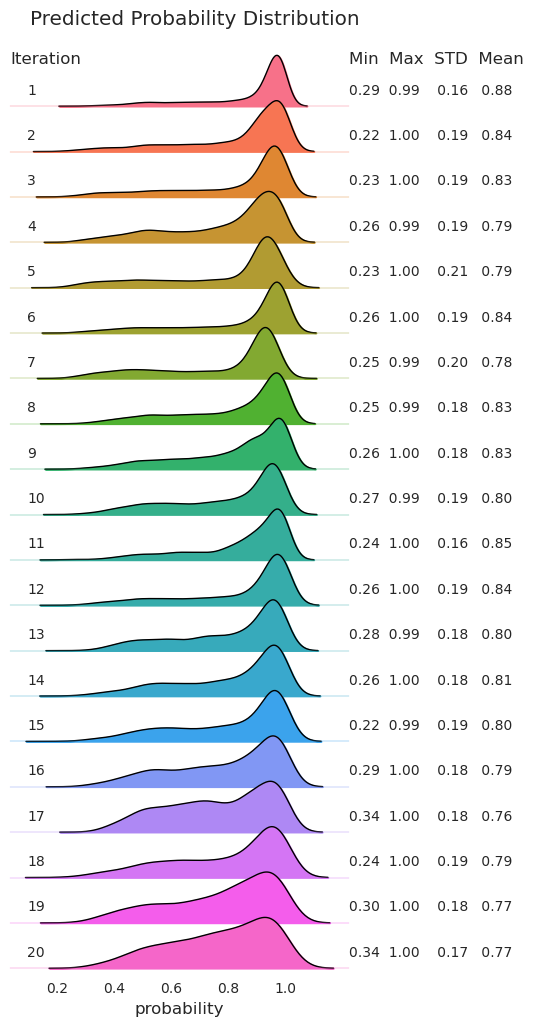 Predicted Probability Distribution
Iteration Min Max STD Mean
1 0.29 0.99 0.16 0.88
2 0.22 1.00 0.19 0.84
3 0.23 1.00 0.19 0.83
4 0.26 0.99 0.19 0.79
5 0.23 1.00 0.21 0.79
6 0.26 1.00 0.19 0.84
7 0.25 0.99 0.20 0.78
8 0.25 0.99 0.18 0.83
9 0.26 1.00 0.18 0.83
10 0.27 0.99 0.19 0.80
11 0.24 1.00 0.16 0.85
12 0.26 1.00 0.19 0.84
13 0.28 0.99 0.18 0.80
14 0.26 1.00 0.18 0.81
15 0.22 0.99 0.19 0.80
16 0.29 1.00 0.18 0.79
17 0.34 1.00 0.18 0.76
18 0.24 1.00 0.19 0.79
19 0.30 1.00 0.18 0.77
20 0.34 1.00 0.17 0.77
0.2 0.4 0.6 0.8 1.0
probability